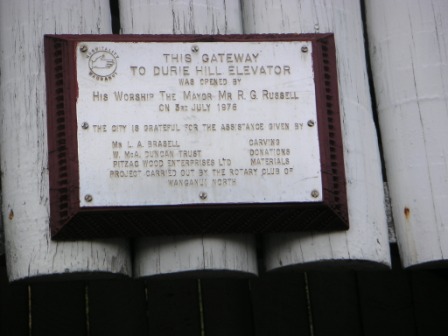 THIS GATEWAY
TO DURIE HILL ELEVATOR
WAS OPENED BY
HIS WORSHIP THE MAYOR MR R. G. RUSSELL
ON 3RD JULY 1976
THE CITY IS GRATEFUL FOR THE ASSISTANCE GIVEN BY
MR L. A. CARVING
W. MCA. DUNCAN TRUST DONATIONS
PITEAG WOOD ENTERPRISES LTD MATERIALS
PROJECT CARRIED OUT BY THE ROTARY CLUB OF
WANGANUI NORTH